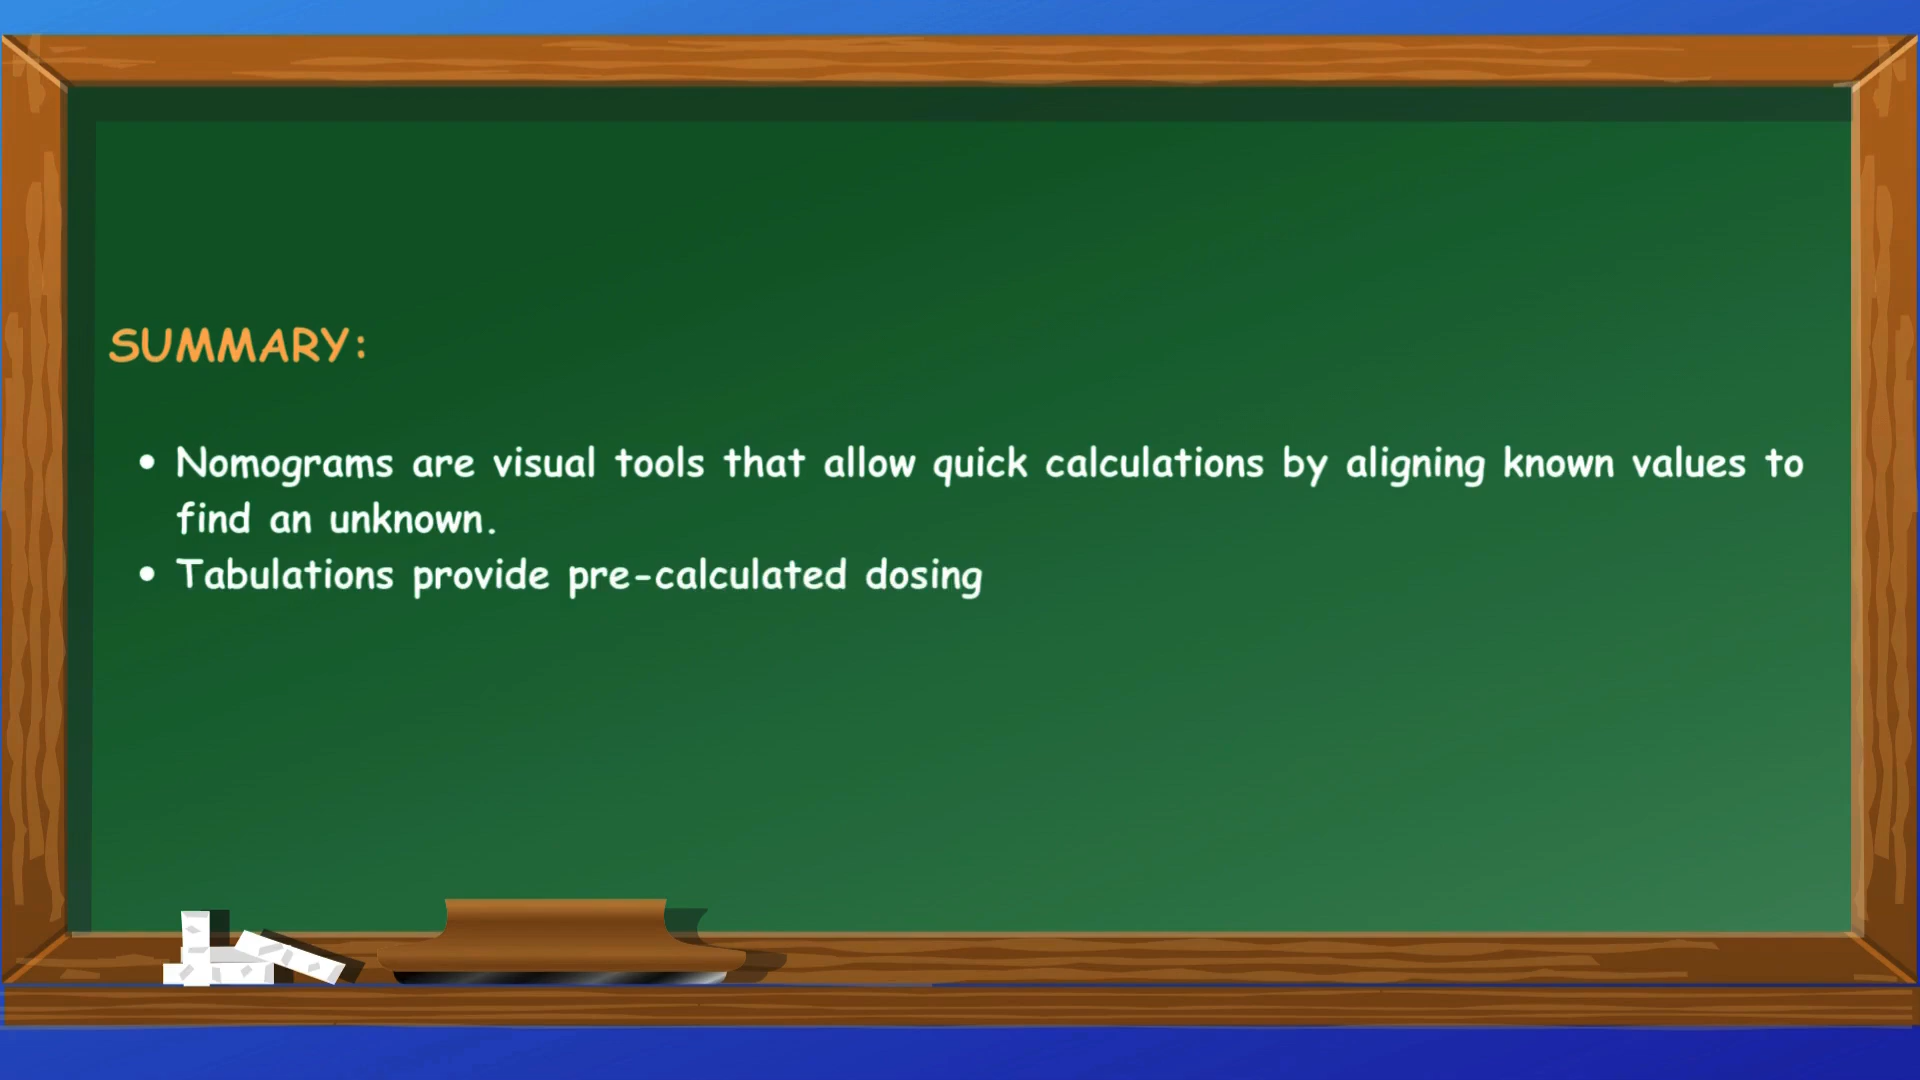 SUMMARY:
• Nomograms are visual tools that allow quick calculations by aligning known values to
find an unknown.
• Tabulations provide pre-calculated dosing